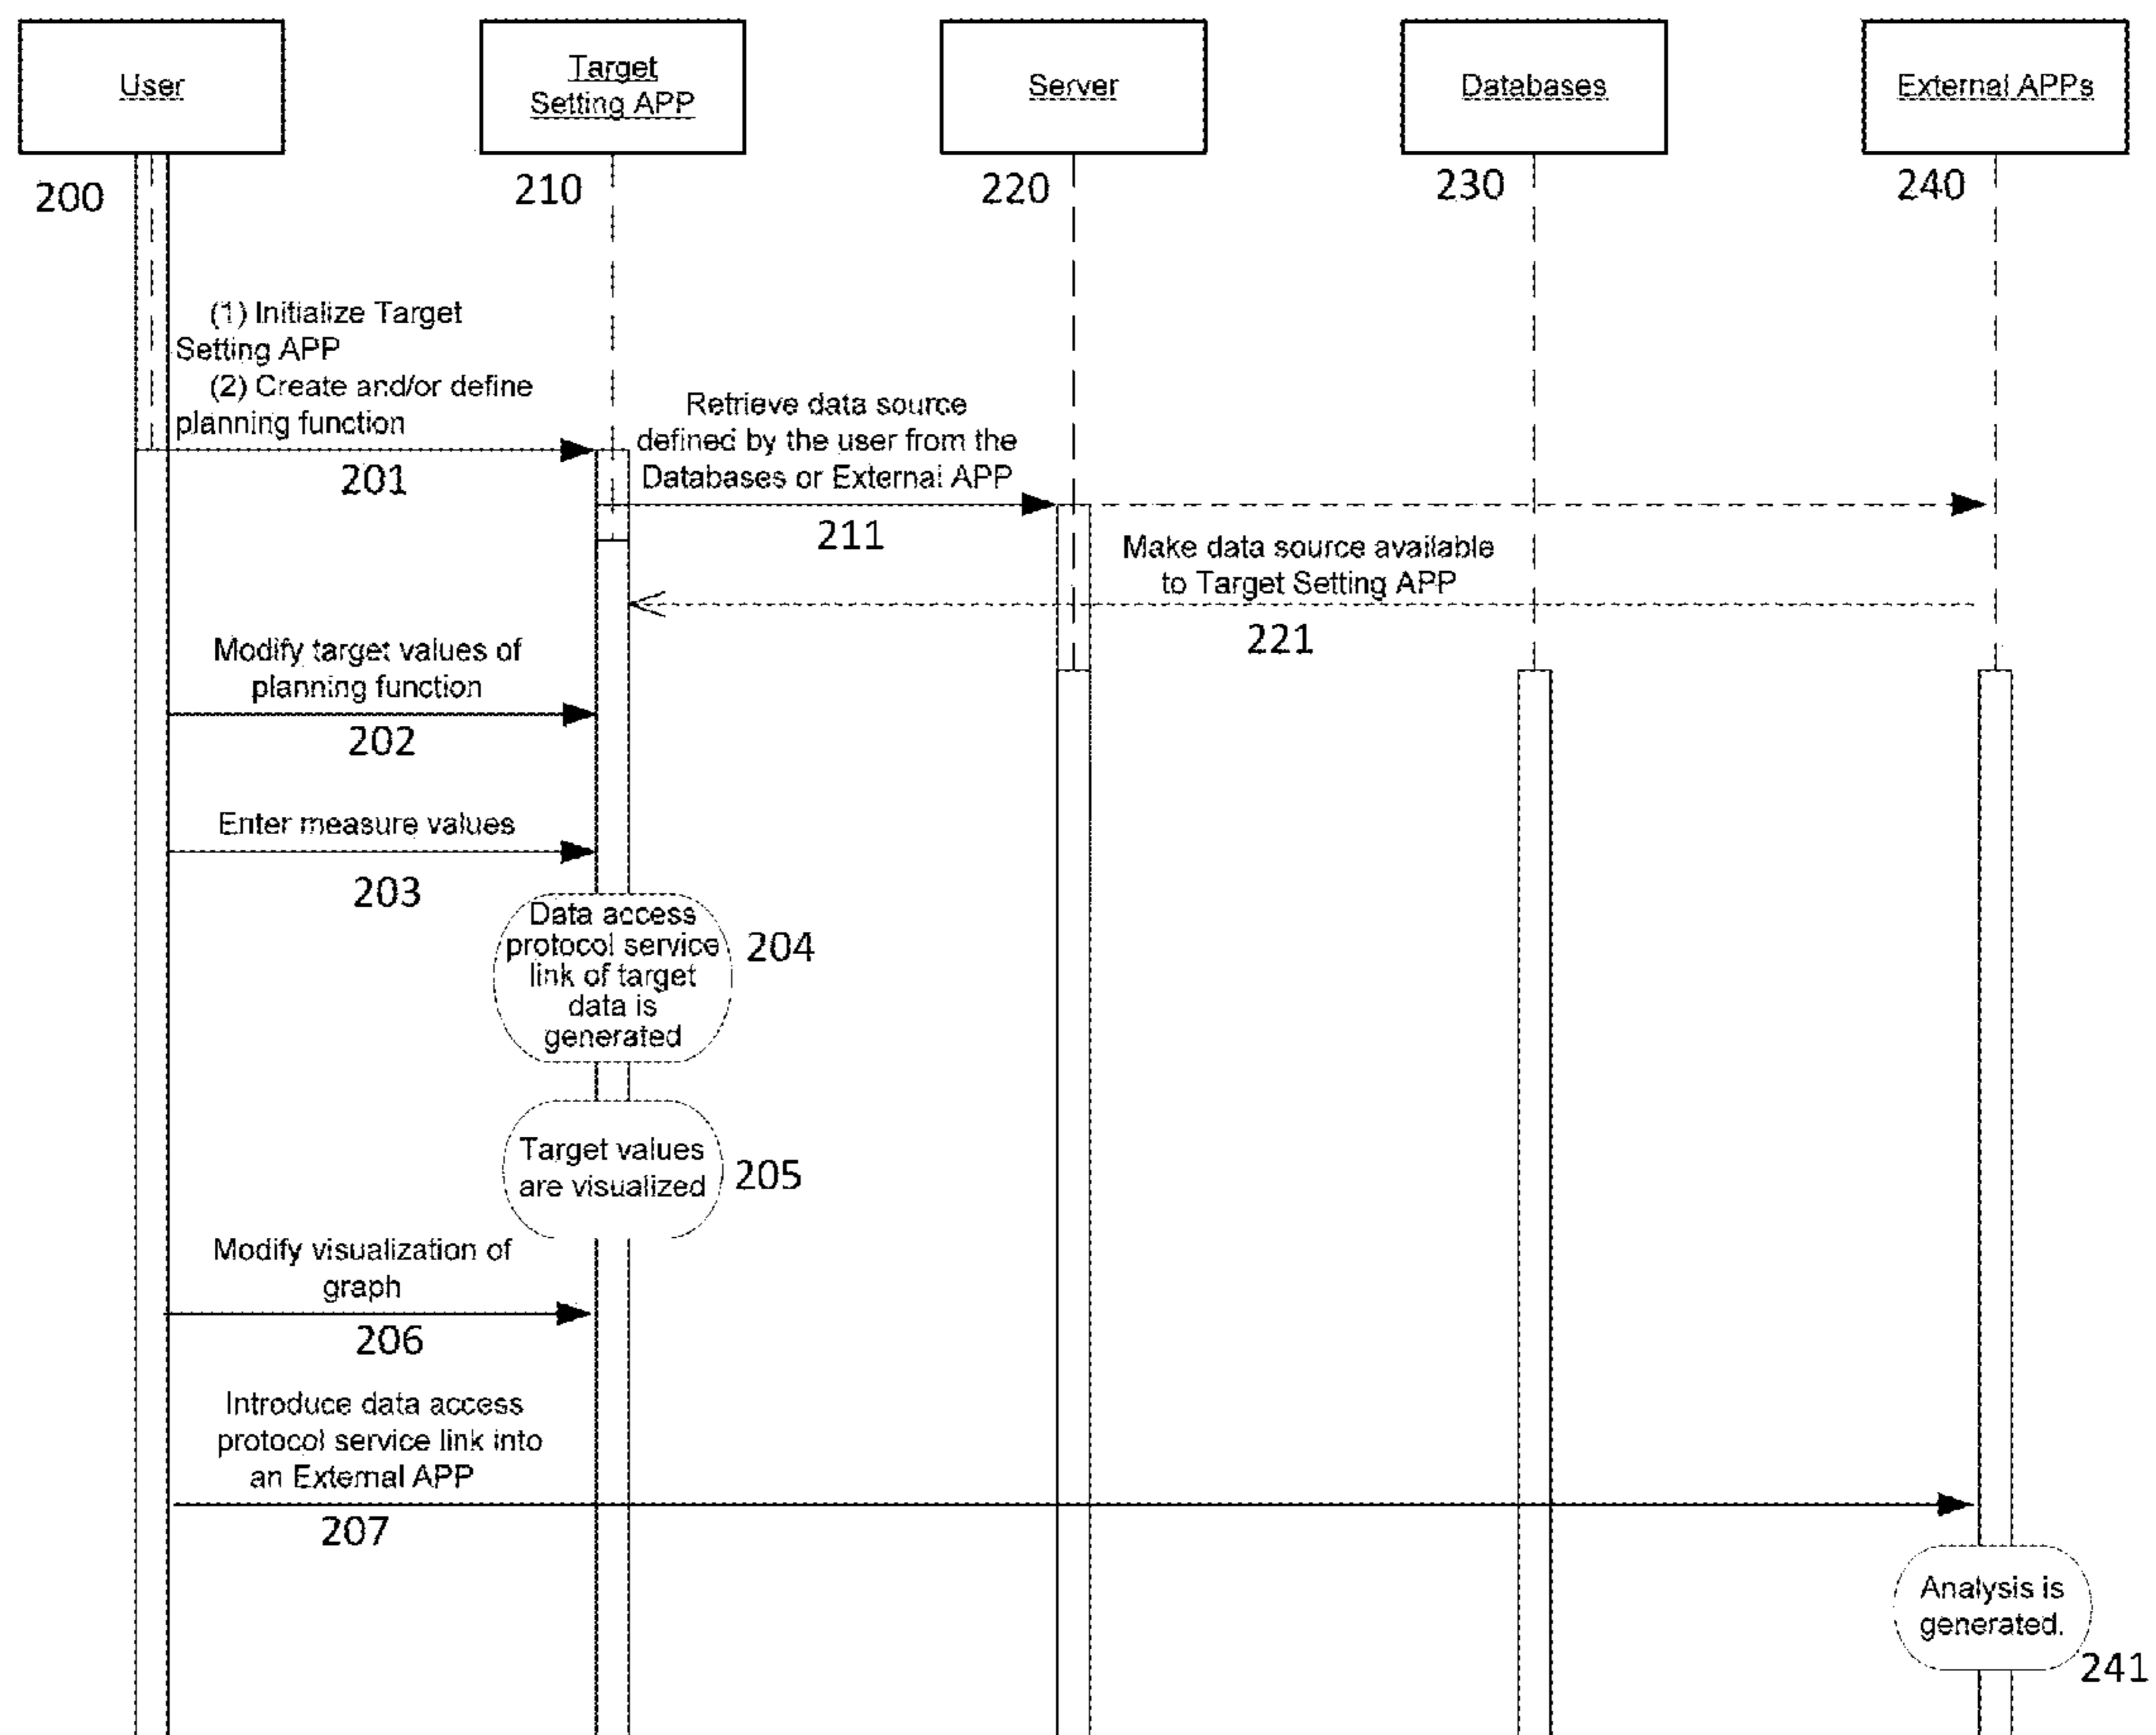 User
Target
Setting APP
Server
Databases
External APPs
200
210
220
230
240
(1) Initialize Target
Setting APP
(2) Create and/or define
planning function
201
Retrieve data source
defined by the user from the
Databases or External APP
211
Make data source available
to Target Setting APP
221
Modify target values of
planning function
202
Enter measure values
203
Data access
protocol service
link of target
data is
generated
204
Target values
are visualized
205
Modify visualization of
graph
206
Introduce data access
protocol service link into
an External APP
207
Analysis is
generated.
241